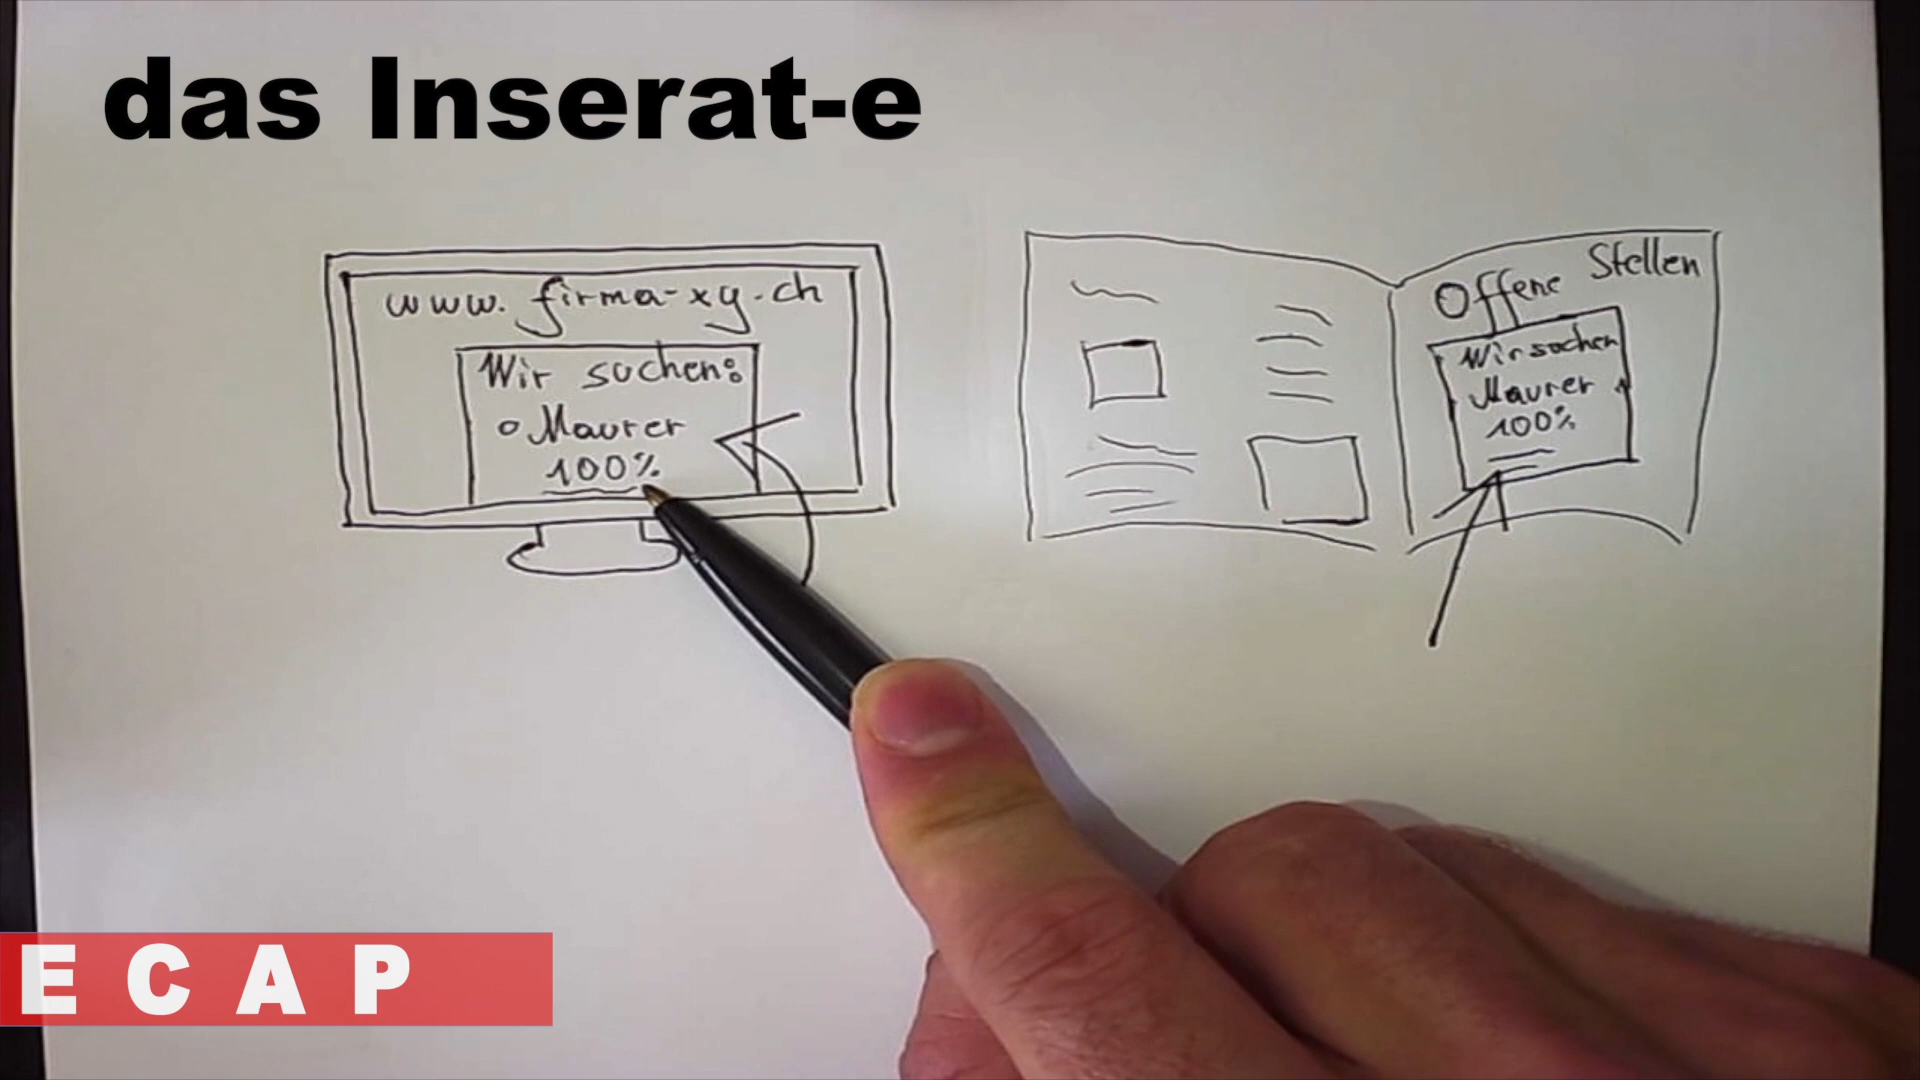 das Inserat-e
www.firma-xy.ch
Wir suchen:
o Maurer
100%
Offene Stellen
Wir suchen
Maurer
100%
ECAP